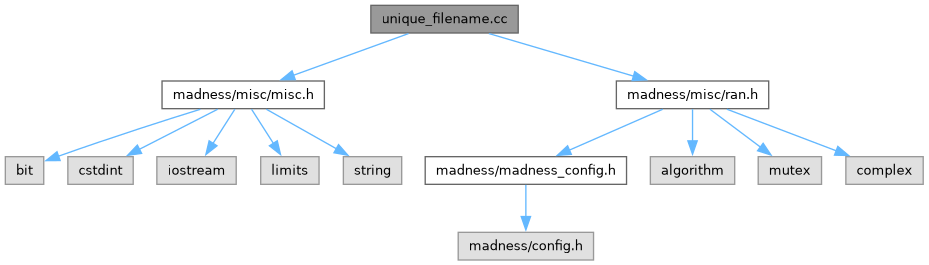 unique_filename.cc
madness/misc/misc.h
madness/misc/ran.h
bit
cstdint
iostream
limits
string
madness/madness_config.h
algorithm
mutex
complex
madness/config.h